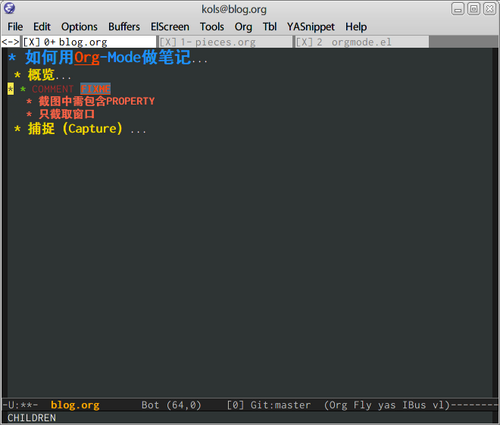 kols@blog.org
File Edit Options Buffers ElScreen Tools Org Tbl YASnippet Help
<->[X] 0+ blog.org [X] 1- pieces.org [X] 2 orgmode.el
* 如何用Org-Mode做笔记...
* 概览...
* * COMMENT FIXME
* 截图中需包含PROPERTY
* 只截取窗口
* 捕捉 (Capture) ...
-U:**- blog.org Bot (64,0) [0] Git:master (Org Fly yas IBus vl)--------
CHILDREN